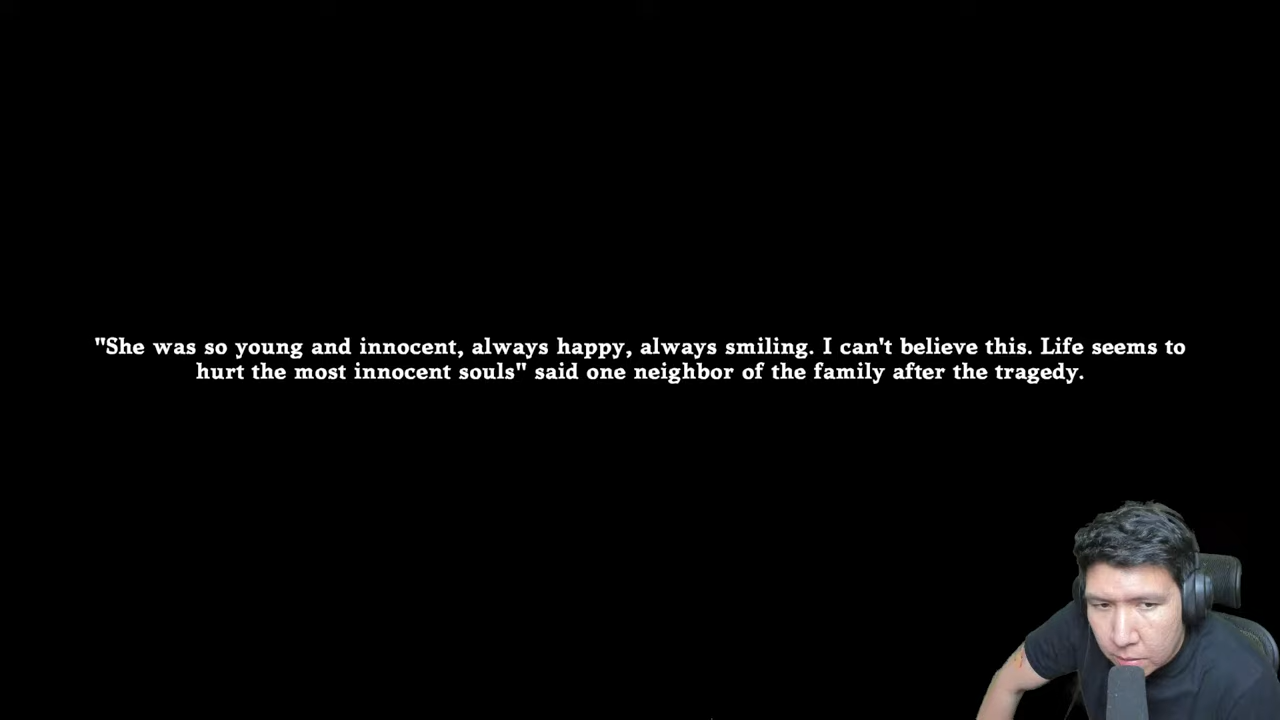 "She was so young and innocent, always happy, always smiling. I can't believe this. Life seems to
hurt the most innocent souls" said one neighbor of the family after the tragedy.